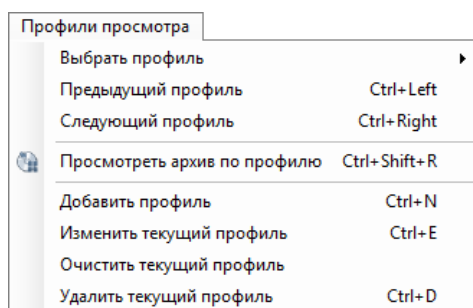 Профили просмотра
Выбрать профиль
Предыдущий профиль Ctrl+Left
Следующий профиль Ctrl+Right
Просмотреть архив по профилю Ctrl+Shift+R
Добавить профиль Ctrl+N
Изменить текущий профиль Ctrl+E
Очистить текущий профиль
Удалить текущий профиль Ctrl+D